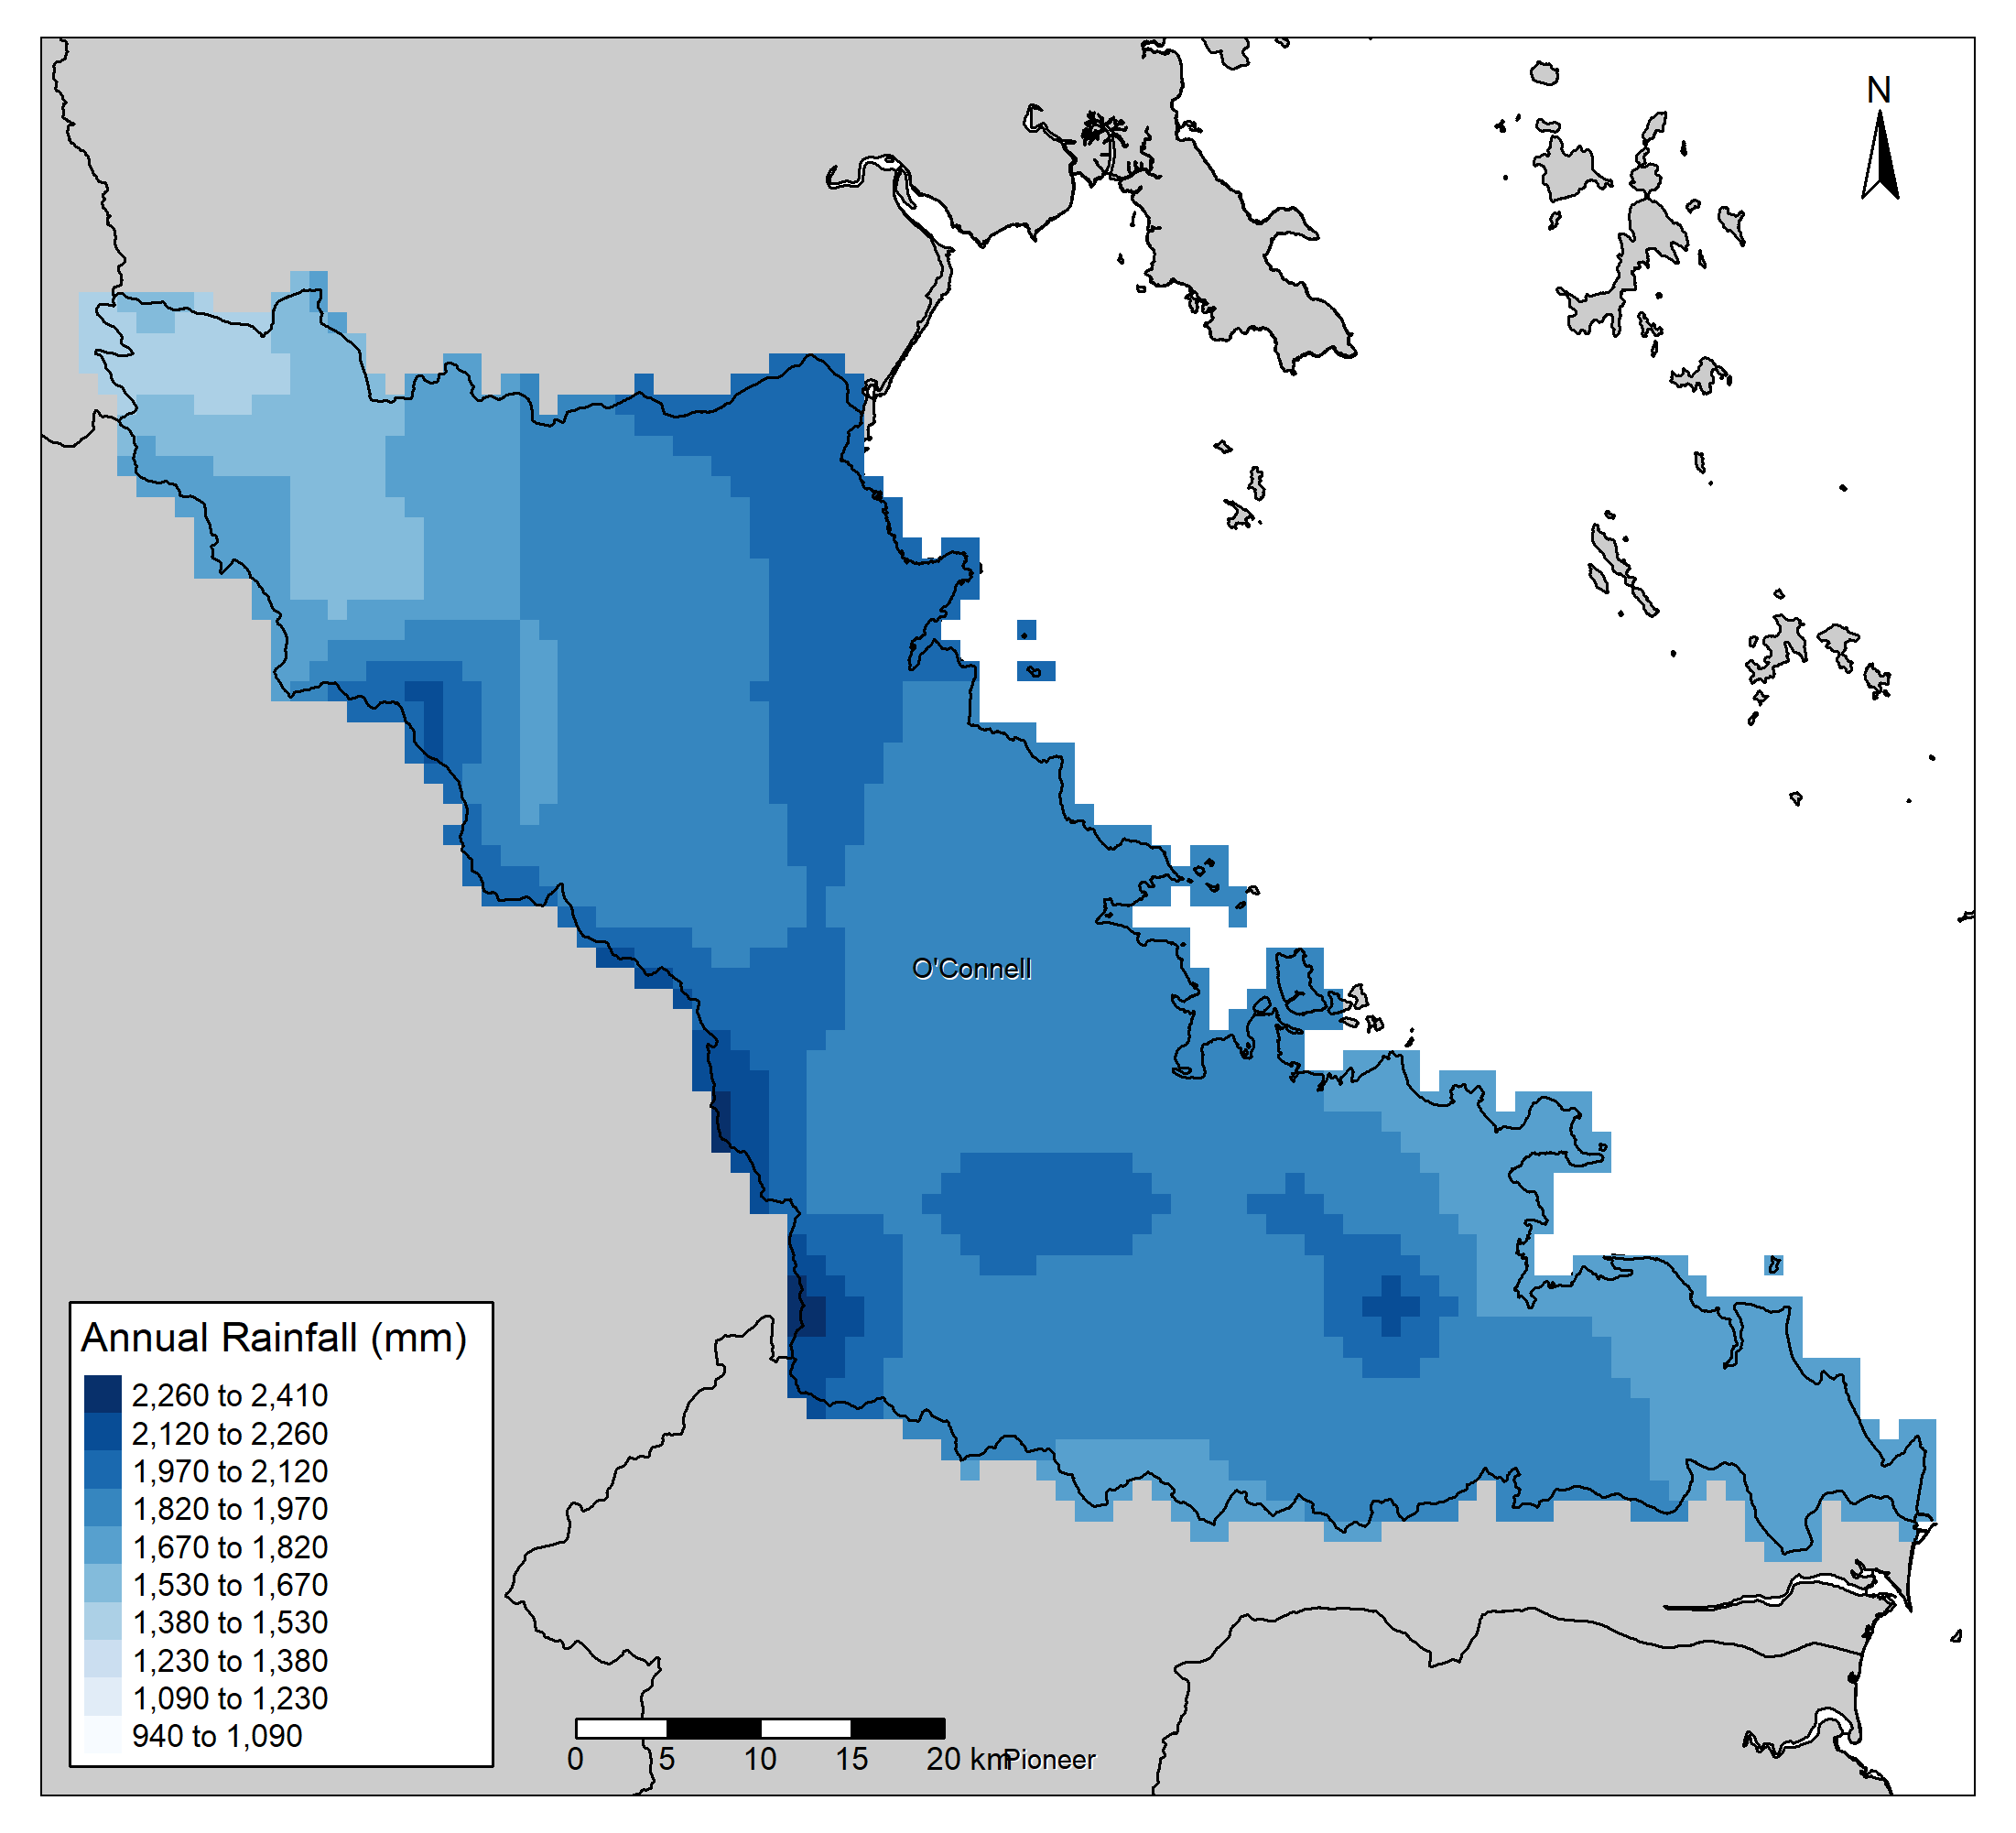 N
O'Connell
Annual Rainfall (mm)
2,260 to 2,410
2,120 to 2,260
1,970 to 2,120
1,820 to 1,970
1,670 to 1,820
1,530 to 1,670
1,380 to 1,530
1,230 to 1,380
1,090 to 1,230
940 to 1,090
0 5 10 15 20 km
Pioneer